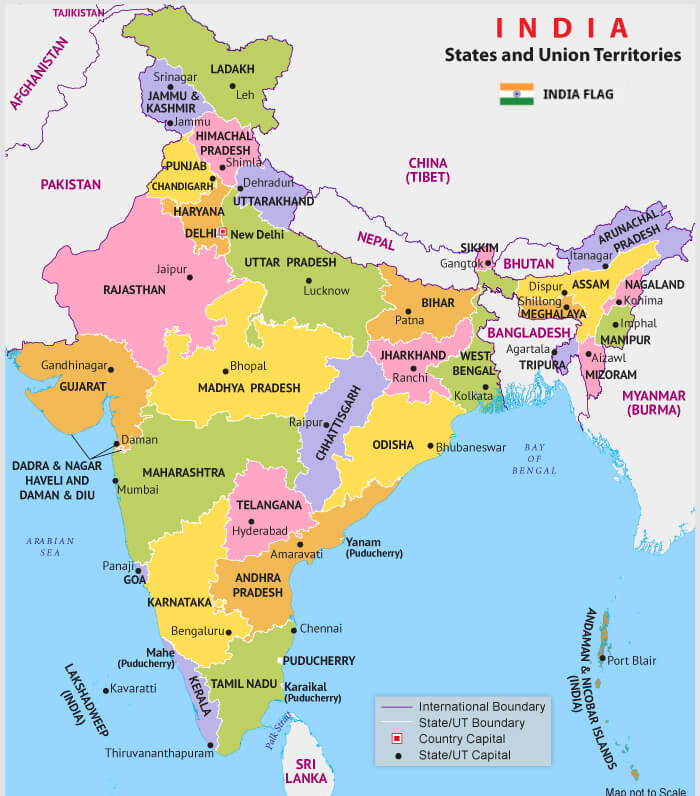 TAJIKISTAN
INDIA
States and Union Territories
INDIA FLAG
AFGHANISTAN
LADAKH
Leh
Srinagar
JAMMU &
KASHMIR
Jammu
HIMACHAL
PRADESH
Shimla
PUNJAB
CHANDIGARH
Dehradun
UTTARAKHAND
CHINA
(TIBET)
PAKISTAN
HARYANA
DELHI
New Delhi
NEPAL
ARUNACHAL
PRADESH
Itanagar
SIKKIM
Gangtok
BHUTAN
UTTAR PRADESH
Lucknow
Jaipur
RAJASTHAN
Dispur
ASSAM
NAGALAND
Kohima
Shillong
MEGHALAYA
BIHAR
Patna
Imphal
MANIPUR
BANGLADESH
Agartala
TRIPURA
Aizawl
MIZORAM
MYANMAR
(BURMA)
JHARKHAND
Ranchi
WEST
BENGAL
Kolkata
Gandhinagar
GUJARAT
Bhopal
MADHYA PRADESH
Raipur
CHHATTISGARH
ODISHA
Bhubaneswar
BAY
OF
BENGAL
Daman
DADRA & NAGAR
HAVELI AND
DAMAN & DIU
MAHARASHTRA
Mumbai
TELANGANA
Hyderabad
ARABIAN
SEA
Yanam
(Puducherry)
Amaravati
Panaji
GOA
ANDHRA
PRADESH
KARNATAKA
Bengaluru
Chennai
Mahe
(Puducherry)
PUDUCHERRY
LAKSHADWEEP
(INDIA)
Kavaratti
KERALA
TAMIL NADU
Karaikal
(Puducherry)
Palk Strait
Thiruvananthapuram
SRI
LANKA
ANDAMAN & NICOBAR ISLANDS
(INDIA)
Port Blair
International Boundary
State/UT Boundary
Country Capital
State/UT Capital
Map not to Scale